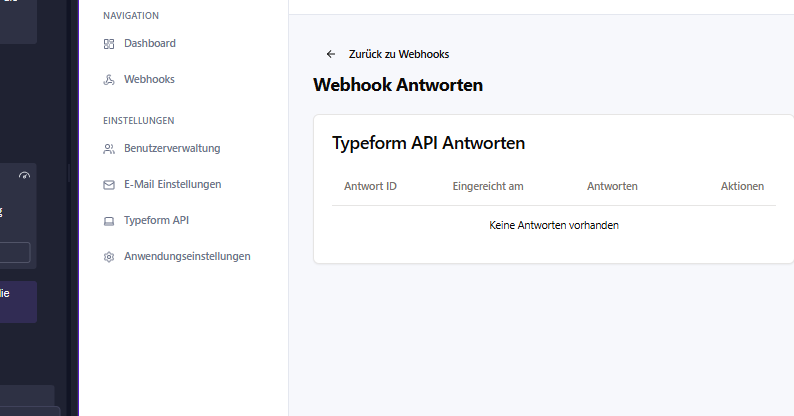 NAVIGATION
Dashboard
Webhooks
EINSTELLUNGEN
Benutzerverwaltung
E-Mail Einstellungen
Typeform API
Anwendungseinstellungen
Zurück zu Webhooks
Webhook Antworten
Typeform API Antworten
Antwort ID Eingereicht am Antworten Aktionen
Keine Antworten vorhanden